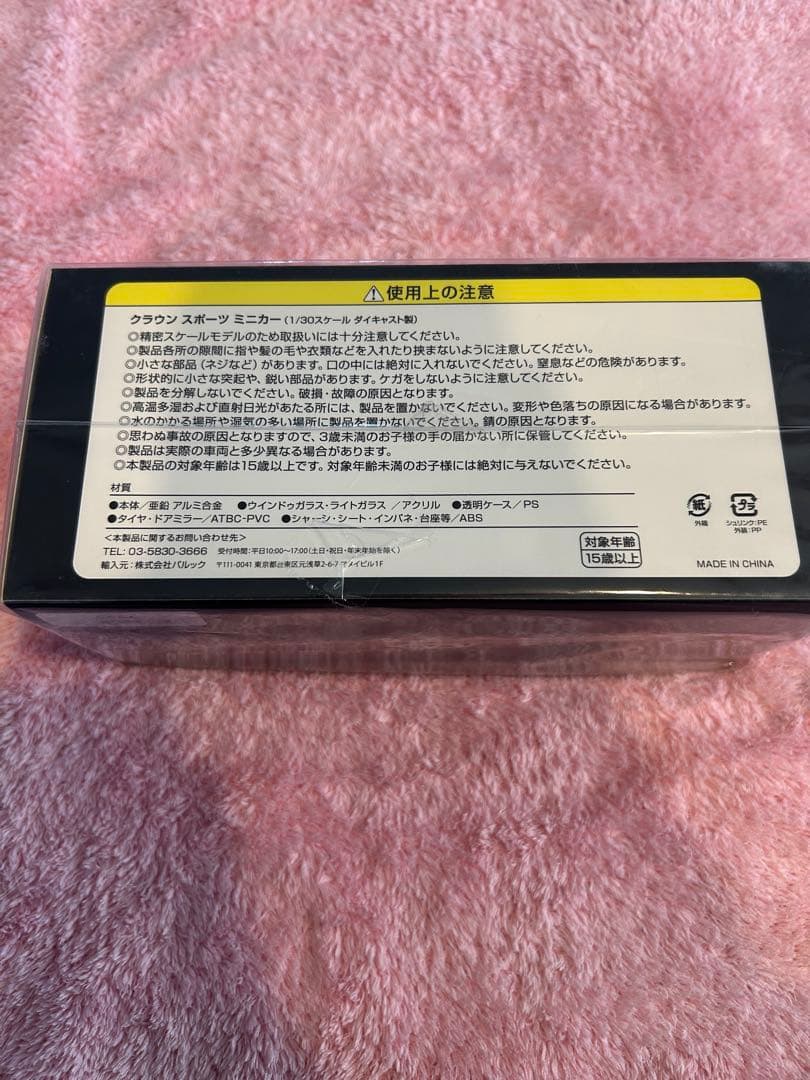 ⚠使用上の注意
クラウン スポーツ ミニカー(1/30スケール ダイキャスト製)
◎精密スケールモデルのため取扱いには十分注意してください。
◎製品各所の隙間に指や髪の毛や衣類などを入れたり挟まないように注意してください。
◎小さな部品(ネジなど)があります。口の中には絶対に入れないでください。窒息などの危険があります。
◎形状的に小さな突起や、鋭い部品があります。ケガをしないように注意してください。
◎製品を分解しないでください。破損・故障の原因となります。
◎高温多湿および直射日光があたる所には、製品を置かないでください。変形や色落ちの原因になる場合があります。
◎水のかかる場所や湿気の多い場所に製品を置かないでください。錆の原因となります。
◎思わぬ事故の原因となりますので、3歳未満のお子様の手の届かない所に保管してください。
◎製品は実際の車両と多少異なる場合があります。
◎本製品の対象年齢は15歳以上です。対象年齢未満のお子様には絶対に与えないでください。
材質
●本体/亜鉛 アルミ合金 ●ウインドゥガラス・ライトガラス /アクリル ●透明ケース/PS
●タイヤ・ドアミラー/ATBC-PVC ●シャーシ・シート・インパネ・台座等/ABS
<本製品に関するお問い合わせ先>
TEL: 03-5830-3666 受付時間:平日10:00〜17:00(土日・祝日・年末年始を除く)
輸入元:株式会社バルック 〒111-0041 東京都台東区元浅草2-6-7 マメイビル1F
対象年齢
15歳以上
紙
外箱
プラ
シュリンク:PE
外装:PP
MADE IN CHINA